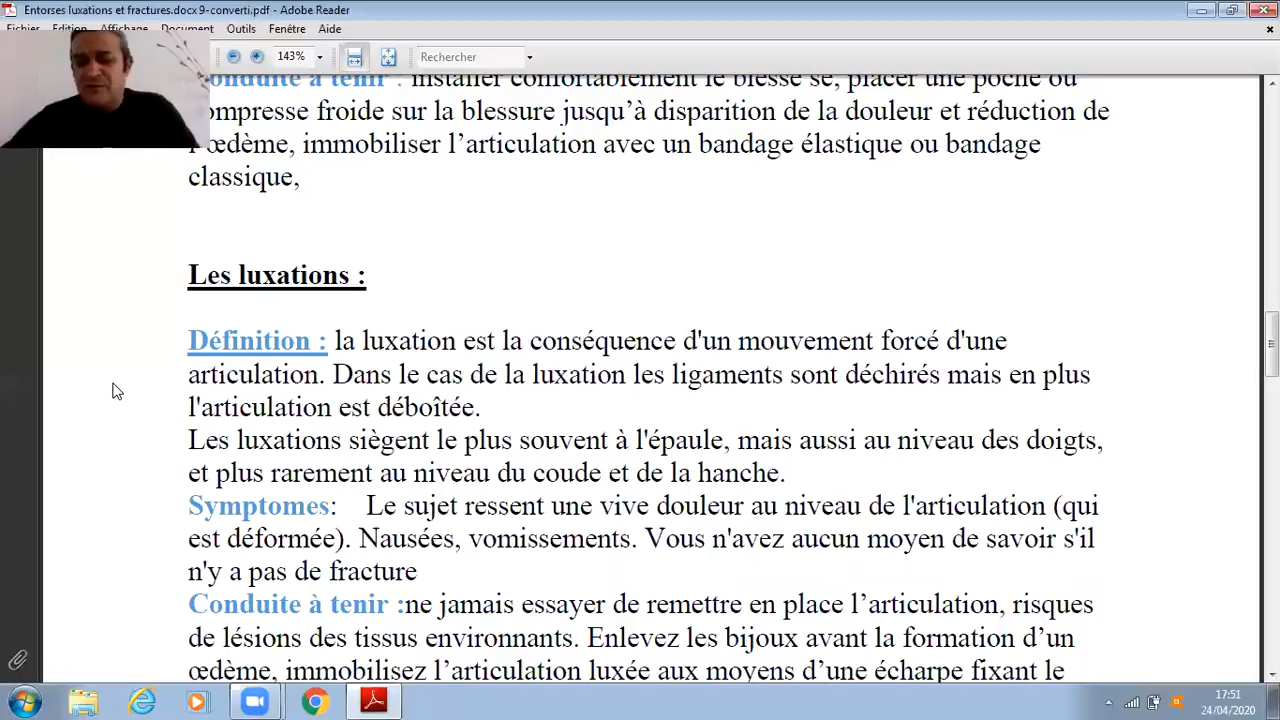 Entorses luxations et fractures.docx 9-converti.pdf - Adobe Reader
Fichier Edition Affichage Document Outils Fenêtre Aide
143% Rechercher
Conduite à tenir : installer confortablement le blessé se, placer une poche ou
compresse froide sur la blessure jusqu’à disparition de la douleur et réduction de
l’œdème, immobiliser l’articulation avec un bandage élastique ou bandage
classique,
Les luxations :
Définition : la luxation est la conséquence d'un mouvement forcé d'une
articulation. Dans le cas de la luxation les ligaments sont déchirés mais en plus
l'articulation est déboîtée.
Les luxations siègent le plus souvent à l'épaule, mais aussi au niveau des doigts,
et plus rarement au niveau du coude et de la hanche.
Symptomes: Le sujet ressent une vive douleur au niveau de l'articulation (qui
est déformée). Nausées, vomissements. Vous n'avez aucun moyen de savoir s'il
n'y a pas de fracture
Conduite à tenir :ne jamais essayer de remettre en place l’articulation, risques
de lésions des tissus environnants. Enlevez les bijoux avant la formation d’un
œdème, immobilisez l’articulation luxée aux moyens d’une écharpe fixant le
17:51
24/04/2020